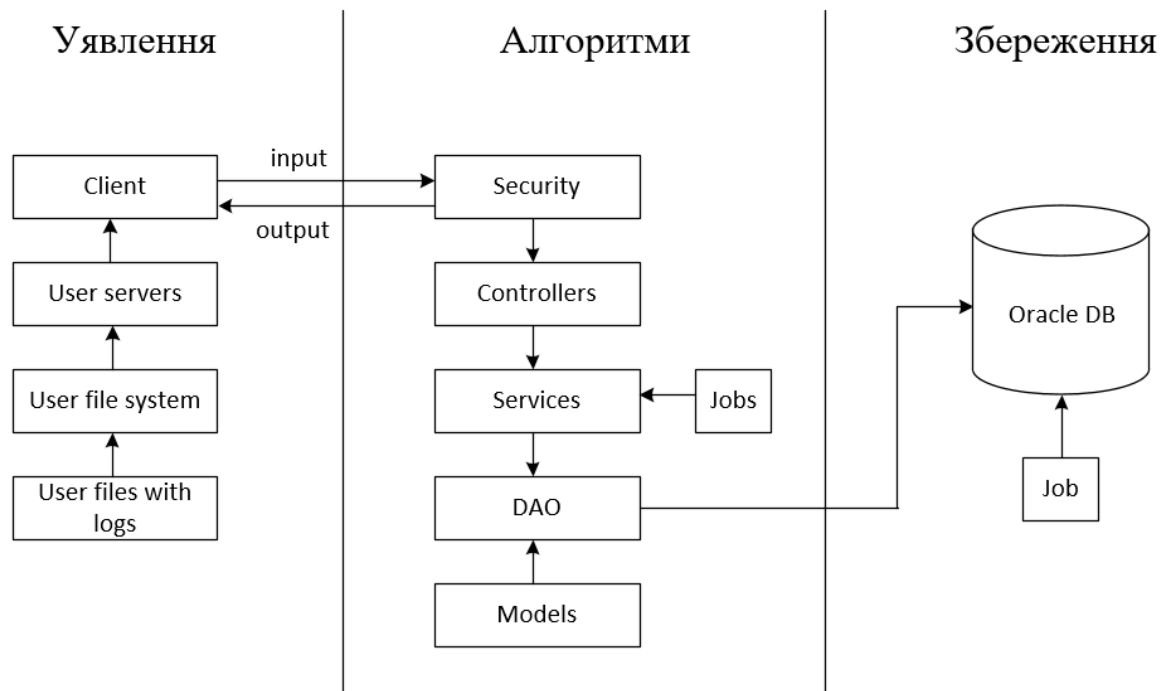 Уявлення
Алгоритми
Збереження
input
Client
Security
output
User servers
Controllers
Oracle DB
User file system
Services
Jobs
User files with
logs
DAO
Job
Models